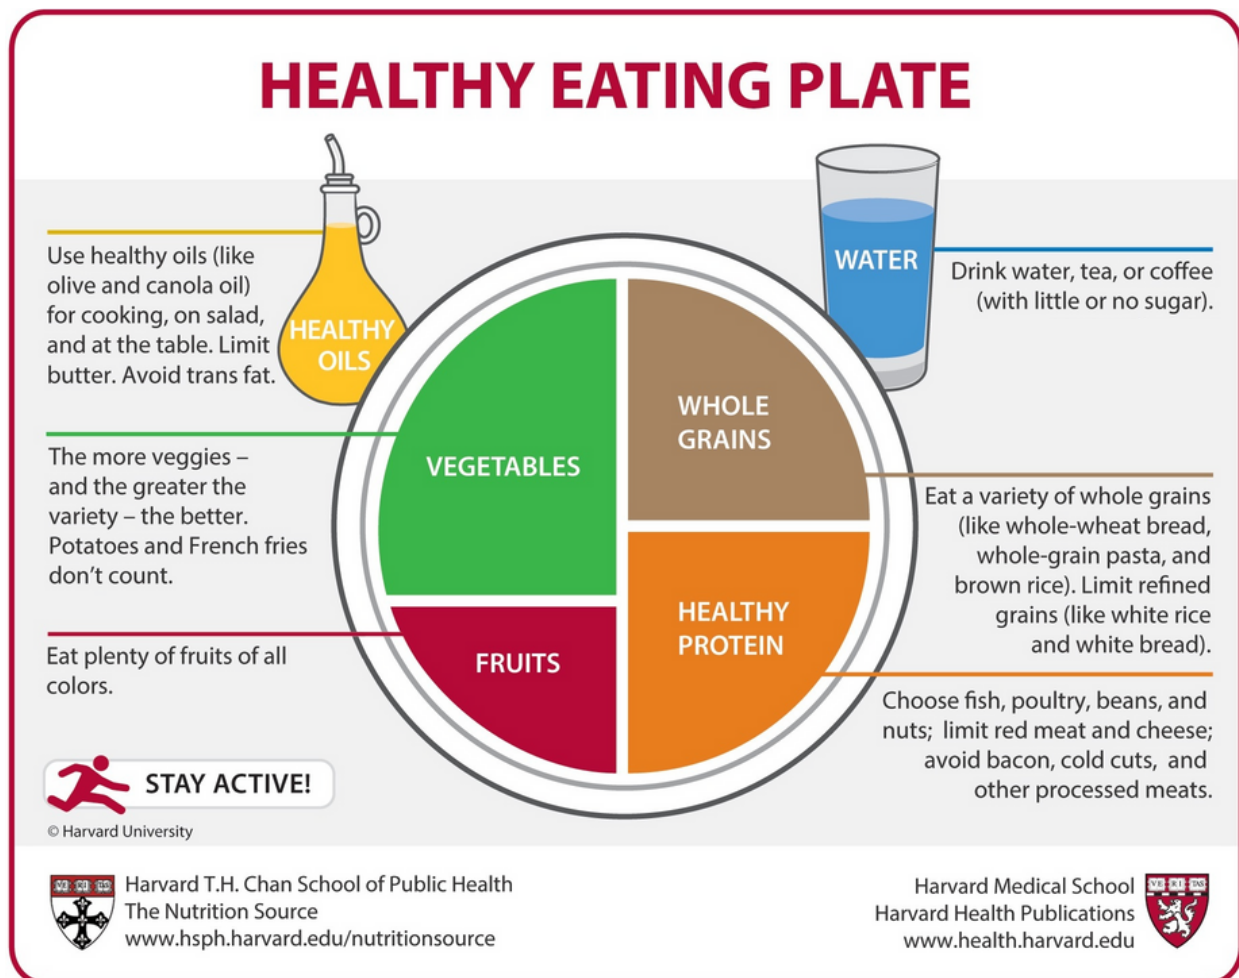 HEALTHY EATING PLATE
Use healthy oils (like
olive and canola oil)
for cooking, on salad,
and at the table. Limit
butter. Avoid trans fat.
HEALTHY
OILS
WATER
Drink water, tea, or coffee
(with little or no sugar).
The more veggies –
and the greater the
variety – the better.
Potatoes and French fries
don’t count.
VEGETABLES
WHOLE
GRAINS
Eat a variety of whole grains
(like whole-wheat bread,
whole-grain pasta, and
brown rice). Limit refined
grains (like white rice
and white bread).
Eat plenty of fruits of all
colors.
FRUITS
HEALTHY
PROTEIN
Choose fish, poultry, beans, and
nuts; limit red meat and cheese;
avoid bacon, cold cuts, and
other processed meats.
STAY ACTIVE!
© Harvard University
Harvard T.H. Chan School of Public Health
The Nutrition Source
www.hsph.harvard.edu/nutritionsource
Harvard Medical School
Harvard Health Publications
www.health.harvard.edu
VE RI TAS